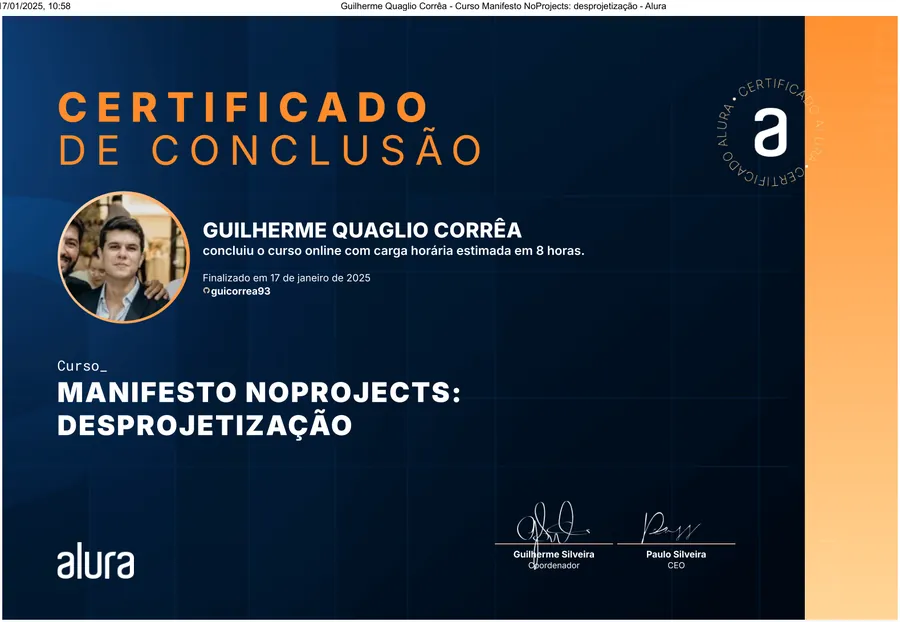 17/01/2025, 10:58
Guilherme Quaglio Corrêa - Curso Manifesto NoProjects: desprojetização - Alura
CERTIFICADO
DE CONCLUSÃO
CERTIFICADO ALURA • CERTIFICADO ALURA •
a
GUILHERME QUAGLIO CORRÊA
concluiu o curso online com carga horária estimada em 8 horas.
Finalizado em 17 de janeiro de 2025
guicorrea93
Curso_
MANIFESTO NOPROJECTS:
DESPROJETIZAÇÃO
alura
Guilherme Silveira
Coordenador
Paulo Silveira
CEO